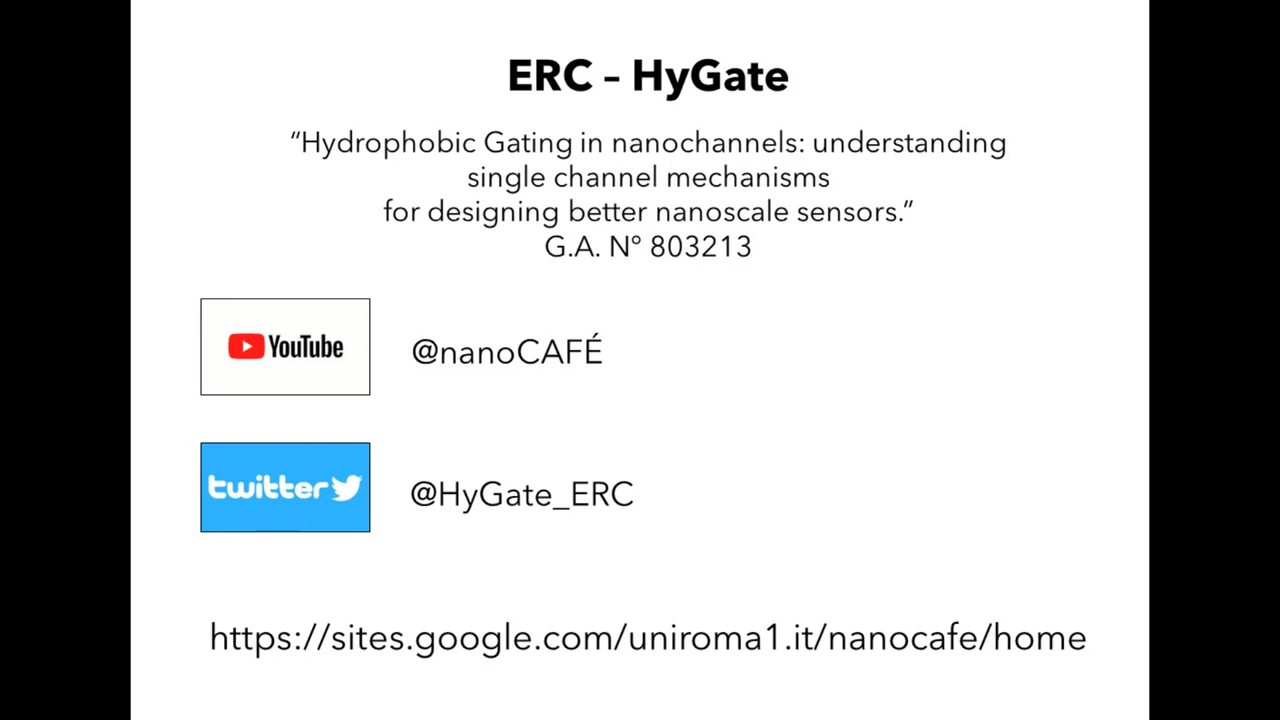 ERC – HyGate
"Hydrophobic Gating in nanochannels: understanding
single channel mechanisms
for designing better nanoscale sensors."
G.A. N° 803213
YouTube
@nanoCAFÉ
twitter
@HyGate_ERC
https://sites.google.com/uniroma1.it/nanocafe/home